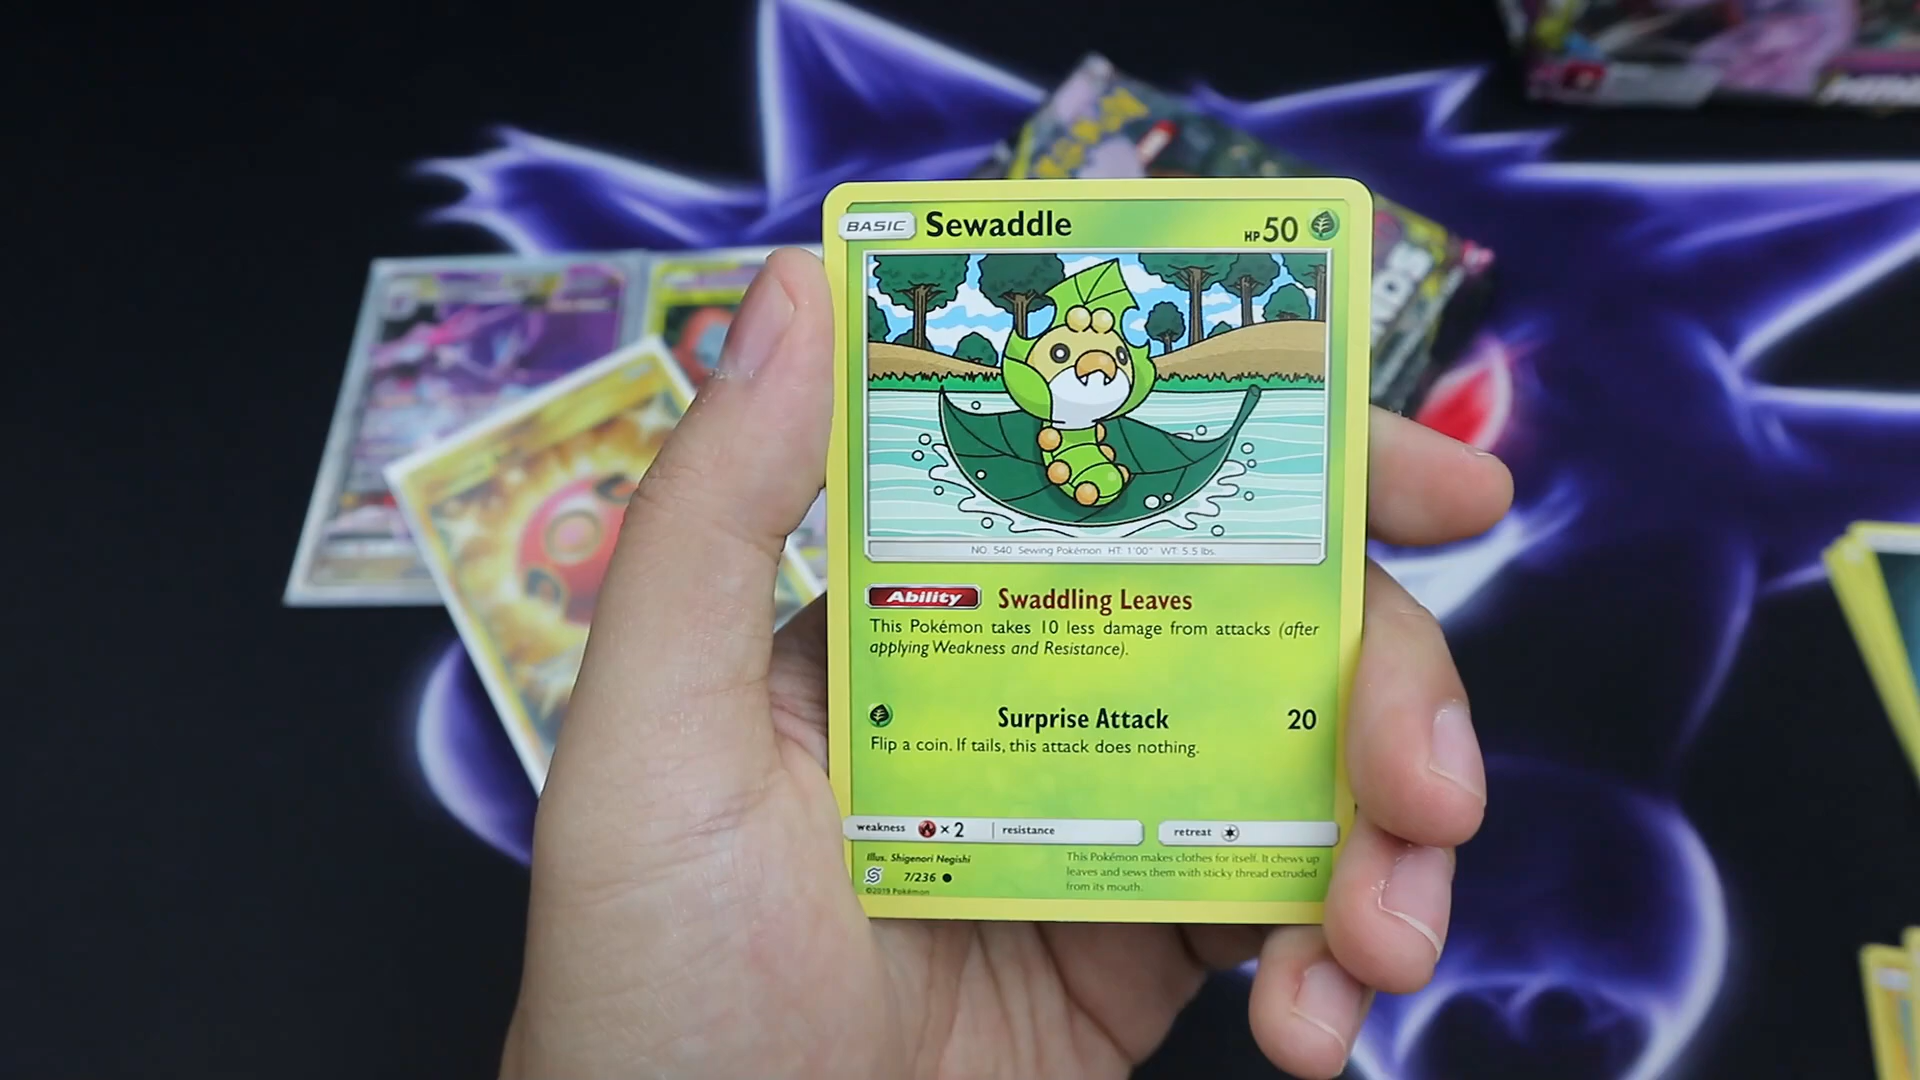 BASIC Sewaddle HP 50
NO. 540 Sewing Pokémon HT: 1'00" WT: 5.5 lbs.
Ability Swaddling Leaves
This Pokémon takes 10 less damage from attacks (after
applying Weakness and Resistance).
Surprise Attack 20
Flip a coin. If tails, this attack does nothing.
weakness × 2 resistance retreat
Illus. Shigenori Negishi
7/236
©2019 Pokémon
This Pokémon makes clothes for itself. It chews up
leaves and sews them with sticky thread extruded
from its mouth.